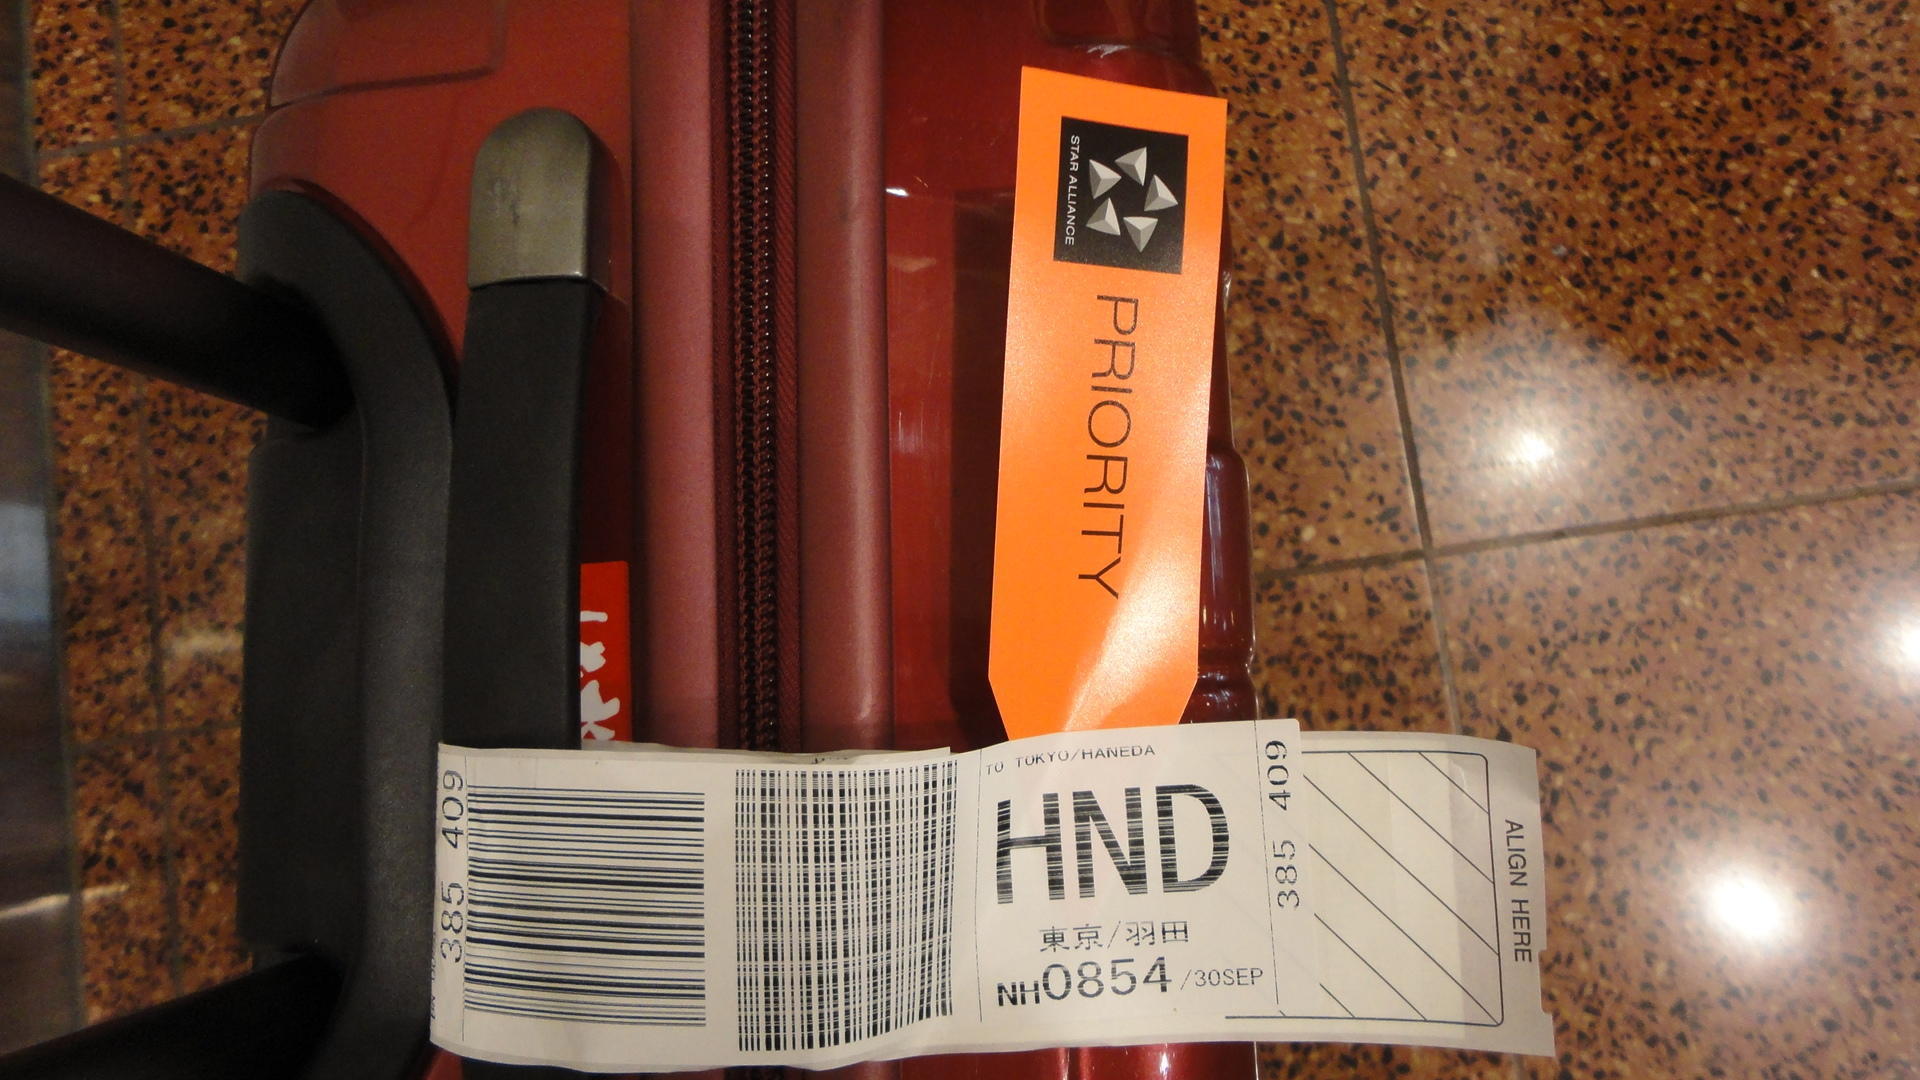 STAR ALLIANCE
PRIORITY
385 409
TO TOKYO/HANEDA
HND
東京/羽田
NH0854/30SEP
385 409
ALIGN HERE